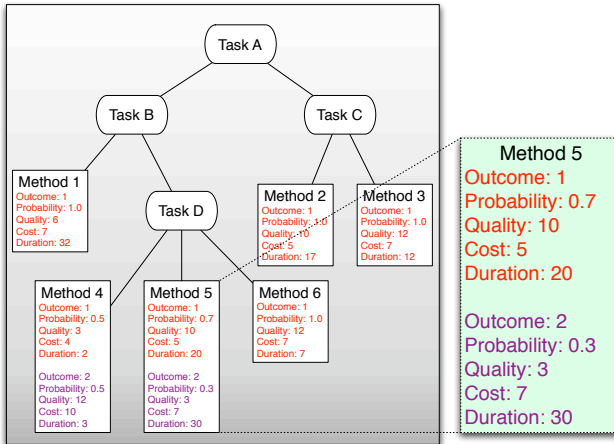 Task A
Task B
Task C
Method 1
Outcome: 1
Probability: 1.0
Quality: 6
Cost: 7
Duration: 32
Task D
Method 2
Outcome: 1
Probability: 1.0
Quality: 10
Cost: 5
Duration: 17
Method 3
Outcome: 1
Probability: 1.0
Quality: 12
Cost: 7
Duration: 12
Method 4
Outcome: 1
Probability: 0.5
Quality: 3
Cost: 4
Duration: 2
Outcome: 2
Probability: 0.5
Quality: 12
Cost: 10
Duration: 3
Method 5
Outcome: 1
Probability: 0.7
Quality: 10
Cost: 5
Duration: 20
Outcome: 2
Probability: 0.3
Quality: 3
Cost: 7
Duration: 30
Method 6
Outcome: 1
Probability: 1.0
Quality: 12
Cost: 7
Duration: 7
Method 5
Outcome: 1
Probability: 0.7
Quality: 10
Cost: 5
Duration: 20
Outcome: 2
Probability: 0.3
Quality: 3
Cost: 7
Duration: 30